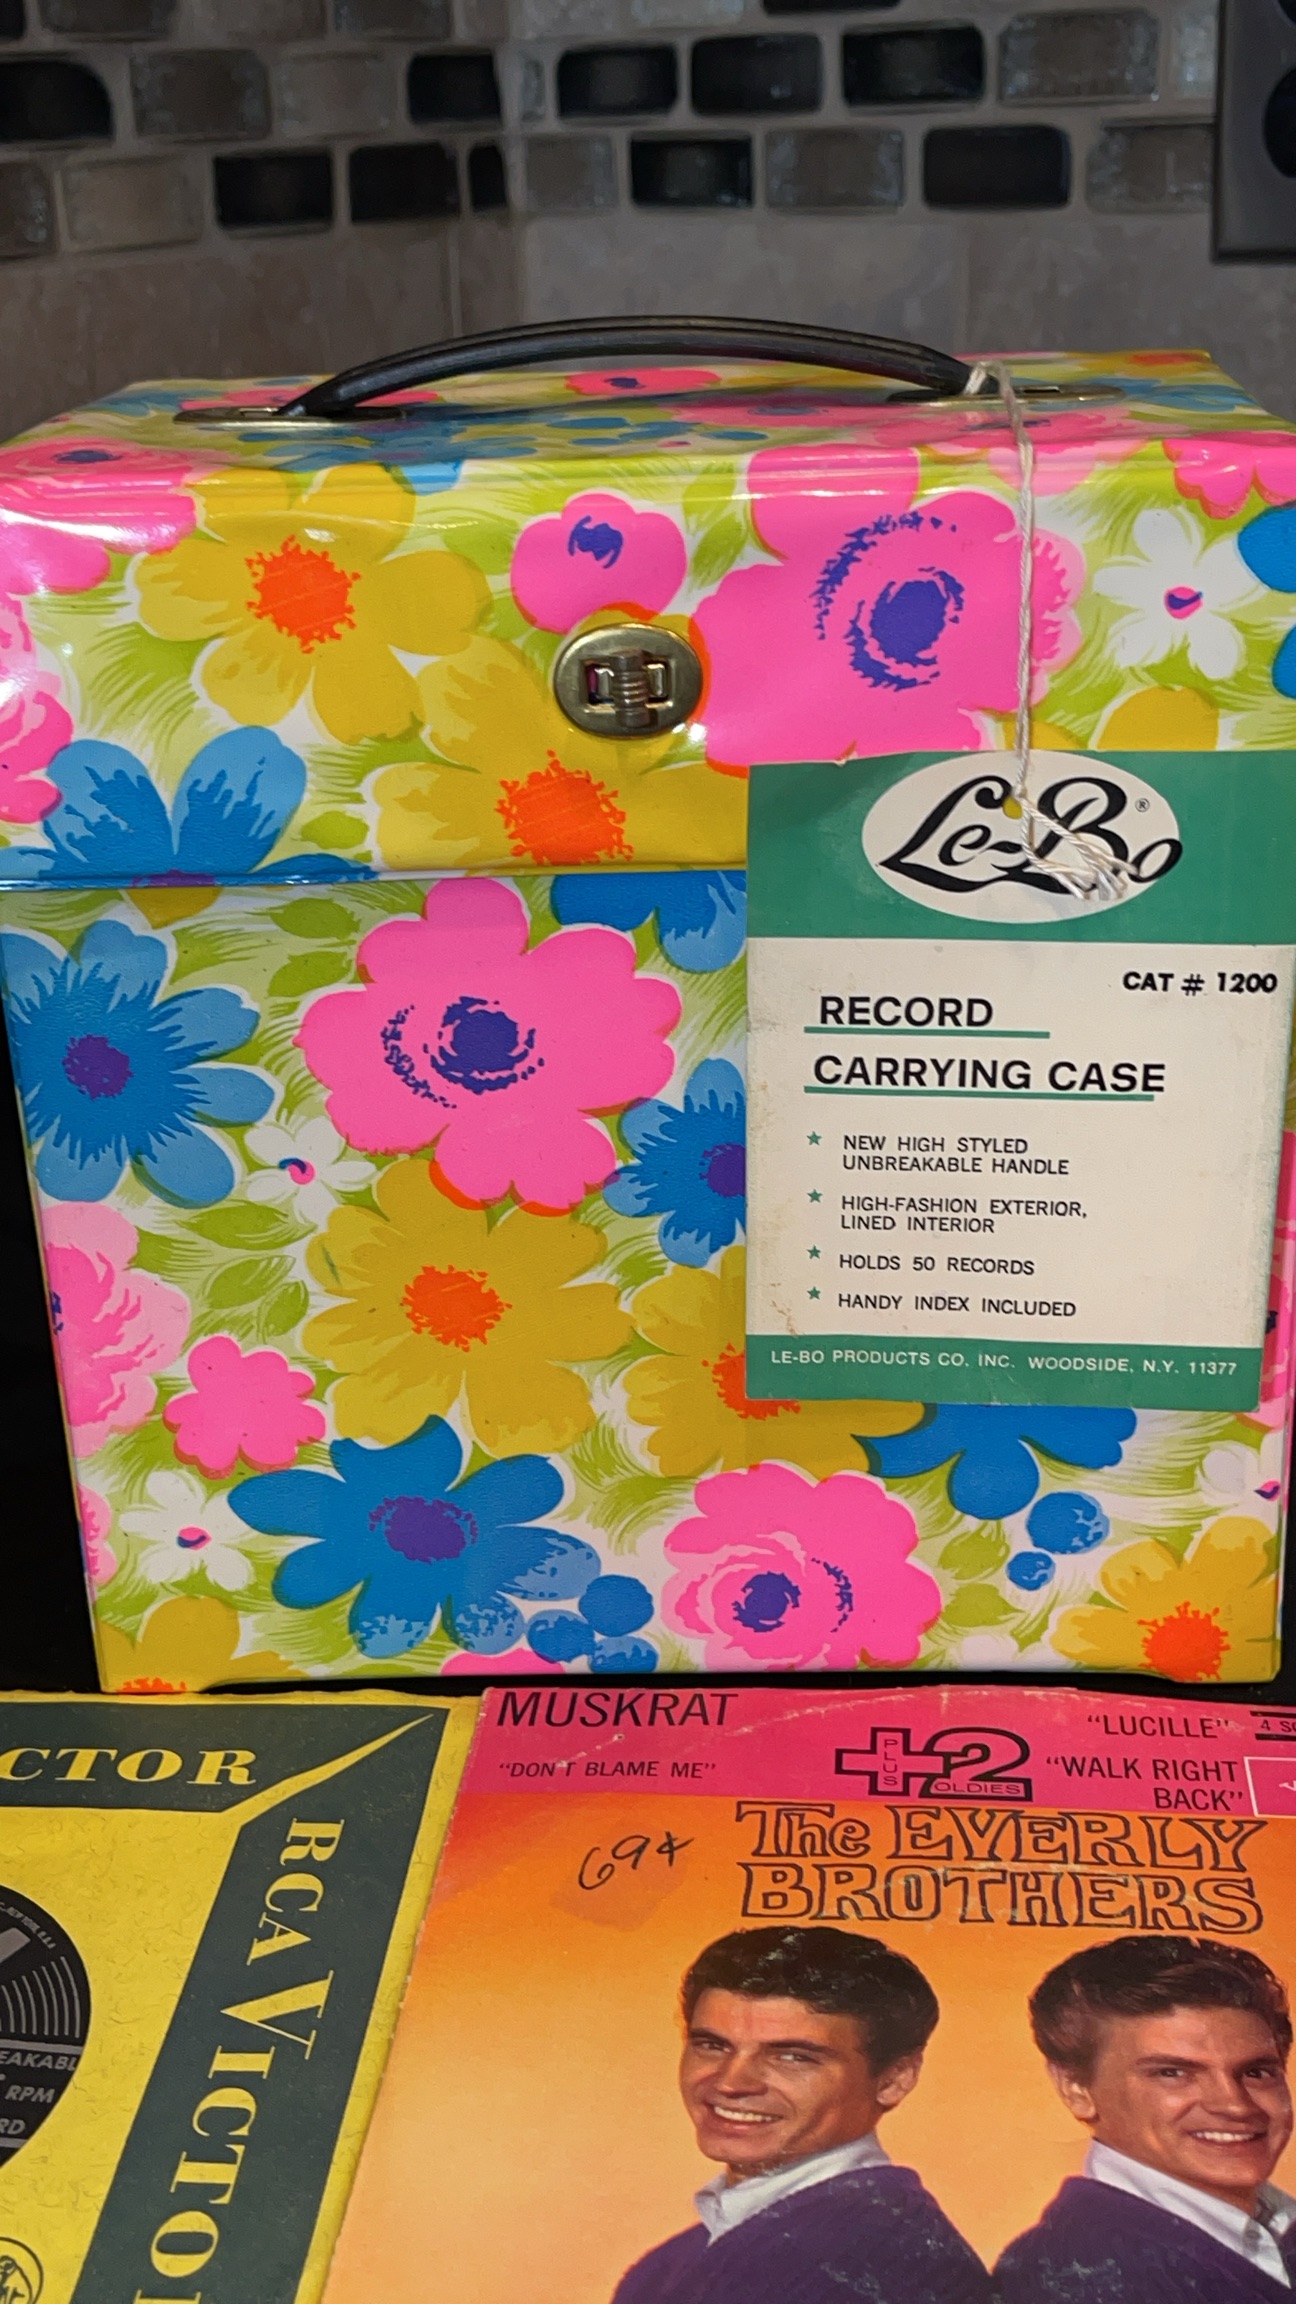 Le-Bo®
CAT # 1200
RECORD
CARRYING CASE
★ NEW HIGH STYLED
UNBREAKABLE HANDLE
★ HIGH-FASHION EXTERIOR,
LINED INTERIOR
★ HOLDS 50 RECORDS
★ HANDY INDEX INCLUDED
LE-BO PRODUCTS CO. INC. WOODSIDE, N.Y. 11377
CTOR
RCA VICTO
EAKABL
RPM
RD
MUSKRAT
"DON'T BLAME ME"
+2
PLUS
OLDIES
"LUCILLE"
"WALK RIGHT
BACK"
69¢
The EVERLY
BROTHERS